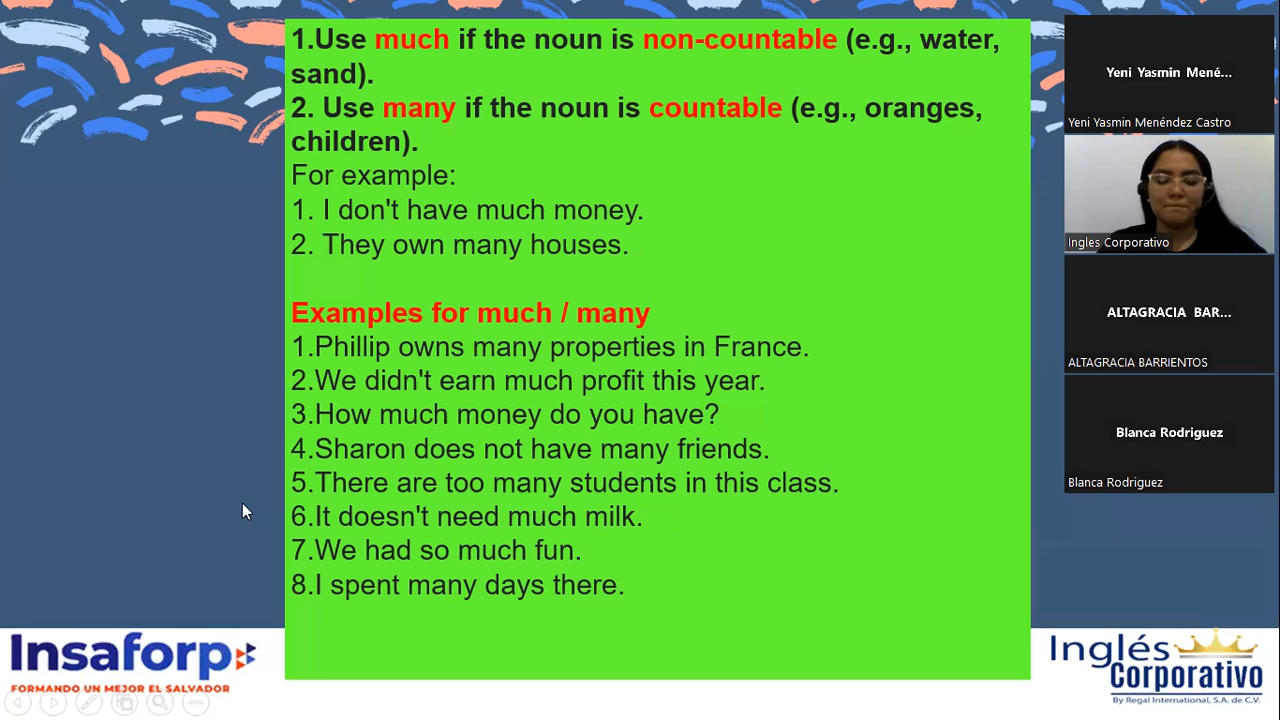 1.Use much if the noun is non-countable (e.g., water,
sand).
2. Use many if the noun is countable (e.g., oranges,
children).
For example:
1. I don't have much money.
2. They own many houses.
Examples for much / many
1.Phillip owns many properties in France.
2.We didn't earn much profit this year.
3.How much money do you have?
4.Sharon does not have many friends.
5.There are too many students in this class.
6.It doesn't need much milk.
7.We had so much fun.
8.I spent many days there.
Insaforp
FORMANDO UN MEJOR EL SALVADOR
Inglés
Corporativo
By Regal International, S.A. de C.V.
Yeni Yasmin Mené...
Yeni Yasmin Menéndez Castro
Ingles Corporativo
ALTAGRACIA BAR...
ALTAGRACIA BARRIENTOS
Blanca Rodriguez
Blanca Rodriguez